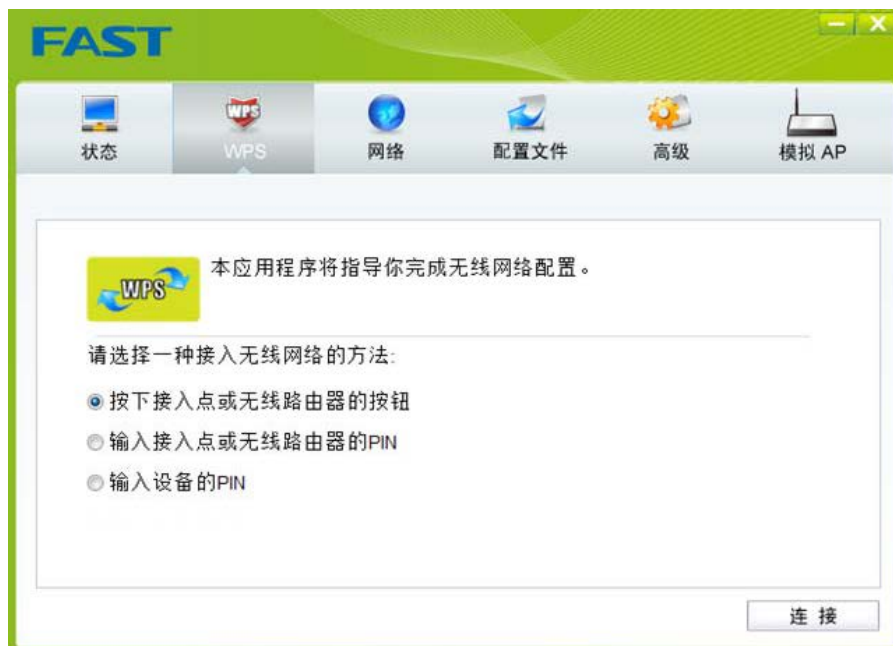 FAST
状态
WPS
WPS
网络
配置文件
高级
模拟 AP
WPS
本应用程序将指导你完成无线网络配置。
请选择一种接入无线网络的方法:
按下接入点或无线路由器的按钮
输入接入点或无线路由器的PIN
输入设备的PIN
连 接